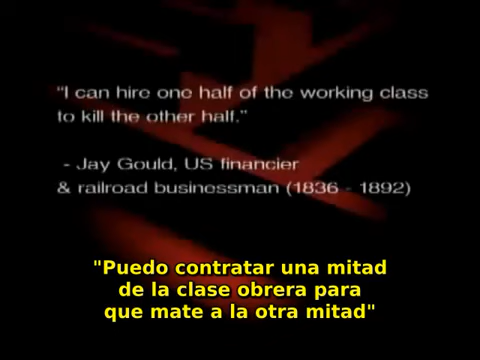 “I can hire one half of the working class
to kill the other half.”
- Jay Gould, US financier
& railroad businessman (1836 - 1892)
"Puedo contratar una mitad
de la clase obrera para
que mate a la otra mitad"